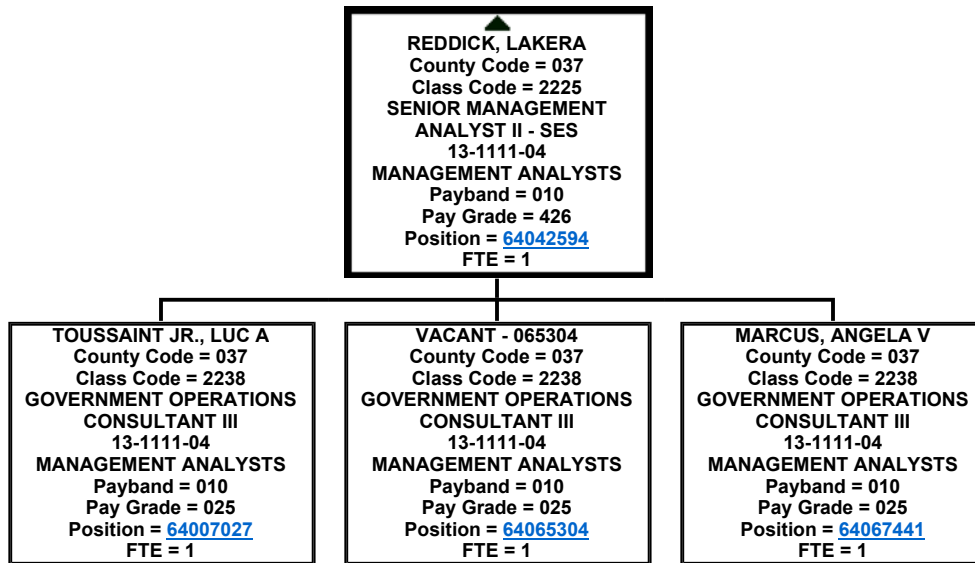 REDDICK, LAKERA
County Code = 037
Class Code = 2225
SENIOR MANAGEMENT
ANALYST II - SES
13-1111-04
MANAGEMENT ANALYSTS
Payband = 010
Pay Grade = 426
Position = 64042594
FTE = 1
TOUSSAINT JR., LUC A
County Code = 037
Class Code = 2238
GOVERNMENT OPERATIONS
CONSULTANT III
13-1111-04
MANAGEMENT ANALYSTS
Payband = 010
Pay Grade = 025
Position = 64007027
FTE = 1
VACANT - 065304
County Code = 037
Class Code = 2238
GOVERNMENT OPERATIONS
CONSULTANT III
13-1111-04
MANAGEMENT ANALYSTS
Payband = 010
Pay Grade = 025
Position = 64065304
FTE = 1
MARCUS, ANGELA V
County Code = 037
Class Code = 2238
GOVERNMENT OPERATIONS
CONSULTANT III
13-1111-04
MANAGEMENT ANALYSTS
Payband = 010
Pay Grade = 025
Position = 64067441
FTE = 1